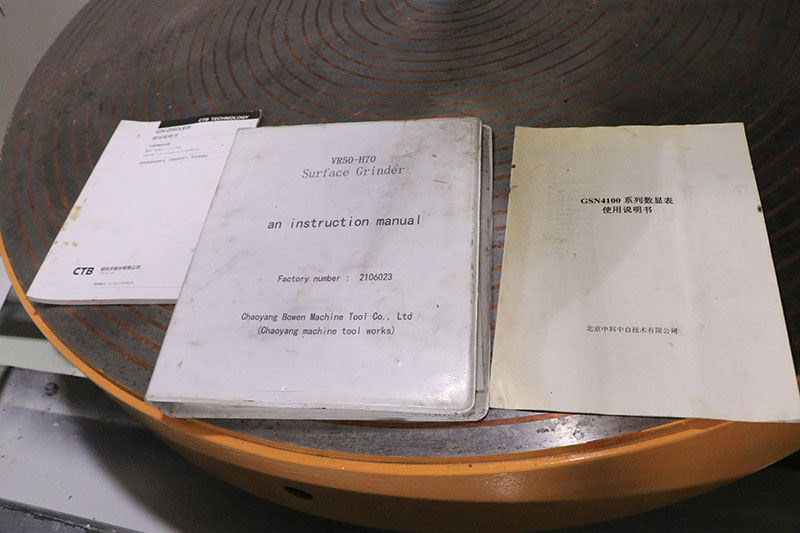 CTB TECHNOLOGY
GH DRIVER
CTB
VR50-H70
Surface Grinder
an instruction manual
Factory number : 2106023
Chaoyang Bowen Machine Tool Co., Ltd
(Chaoyang machine tool works)
GSN4100 系列数显表
使用说明书
北京中科中自技术有限公司